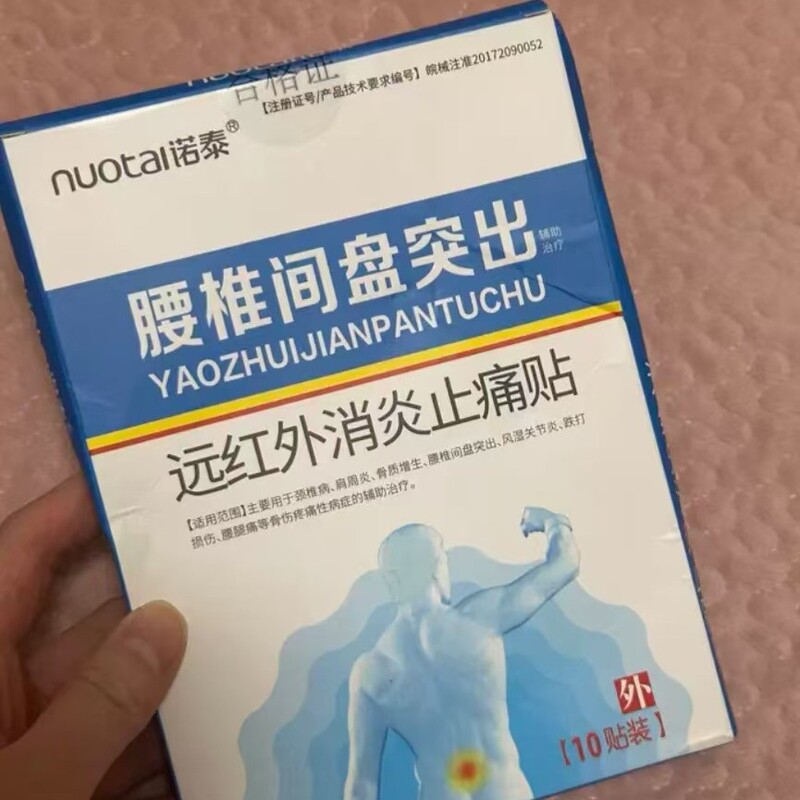 合格证
【注册证号/产品技术要求编号】皖械注准20172090052
nuotai诺泰®
腰椎间盘突出
辅助
治疗
YAOZHUIJIANPANTUCHU
远红外消炎止痛贴
【适用范围】主要用于颈椎病、肩周炎、骨质增生、腰椎间盘突出、风湿关节炎、跌打
损伤、腰腿痛等骨伤疼痛性病症的辅助治疗。
外
【10贴装】